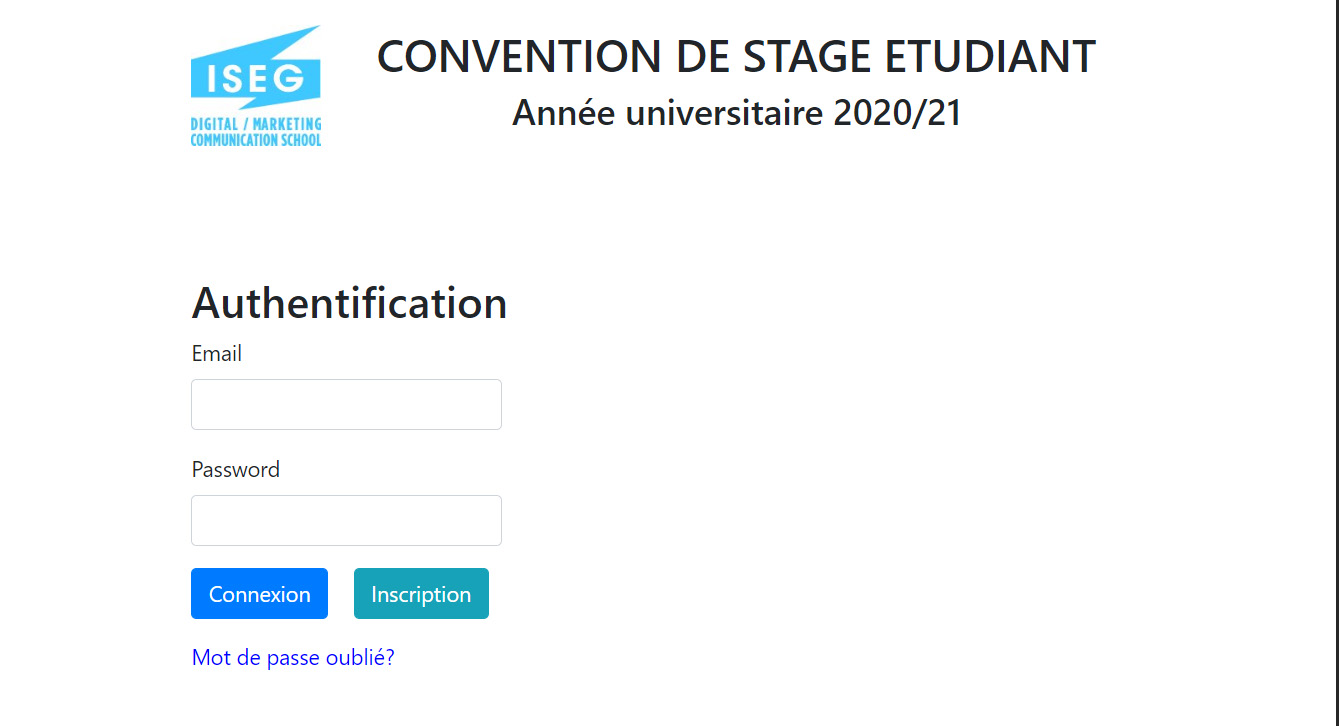 ISEG
DIGITAL / MARKETING
COMMUNICATION SCHOOL
CONVENTION DE STAGE ETUDIANT
Année universitaire 2020/21
Authentification
Email
Password
Connexion
Inscription
Mot de passe oublié?